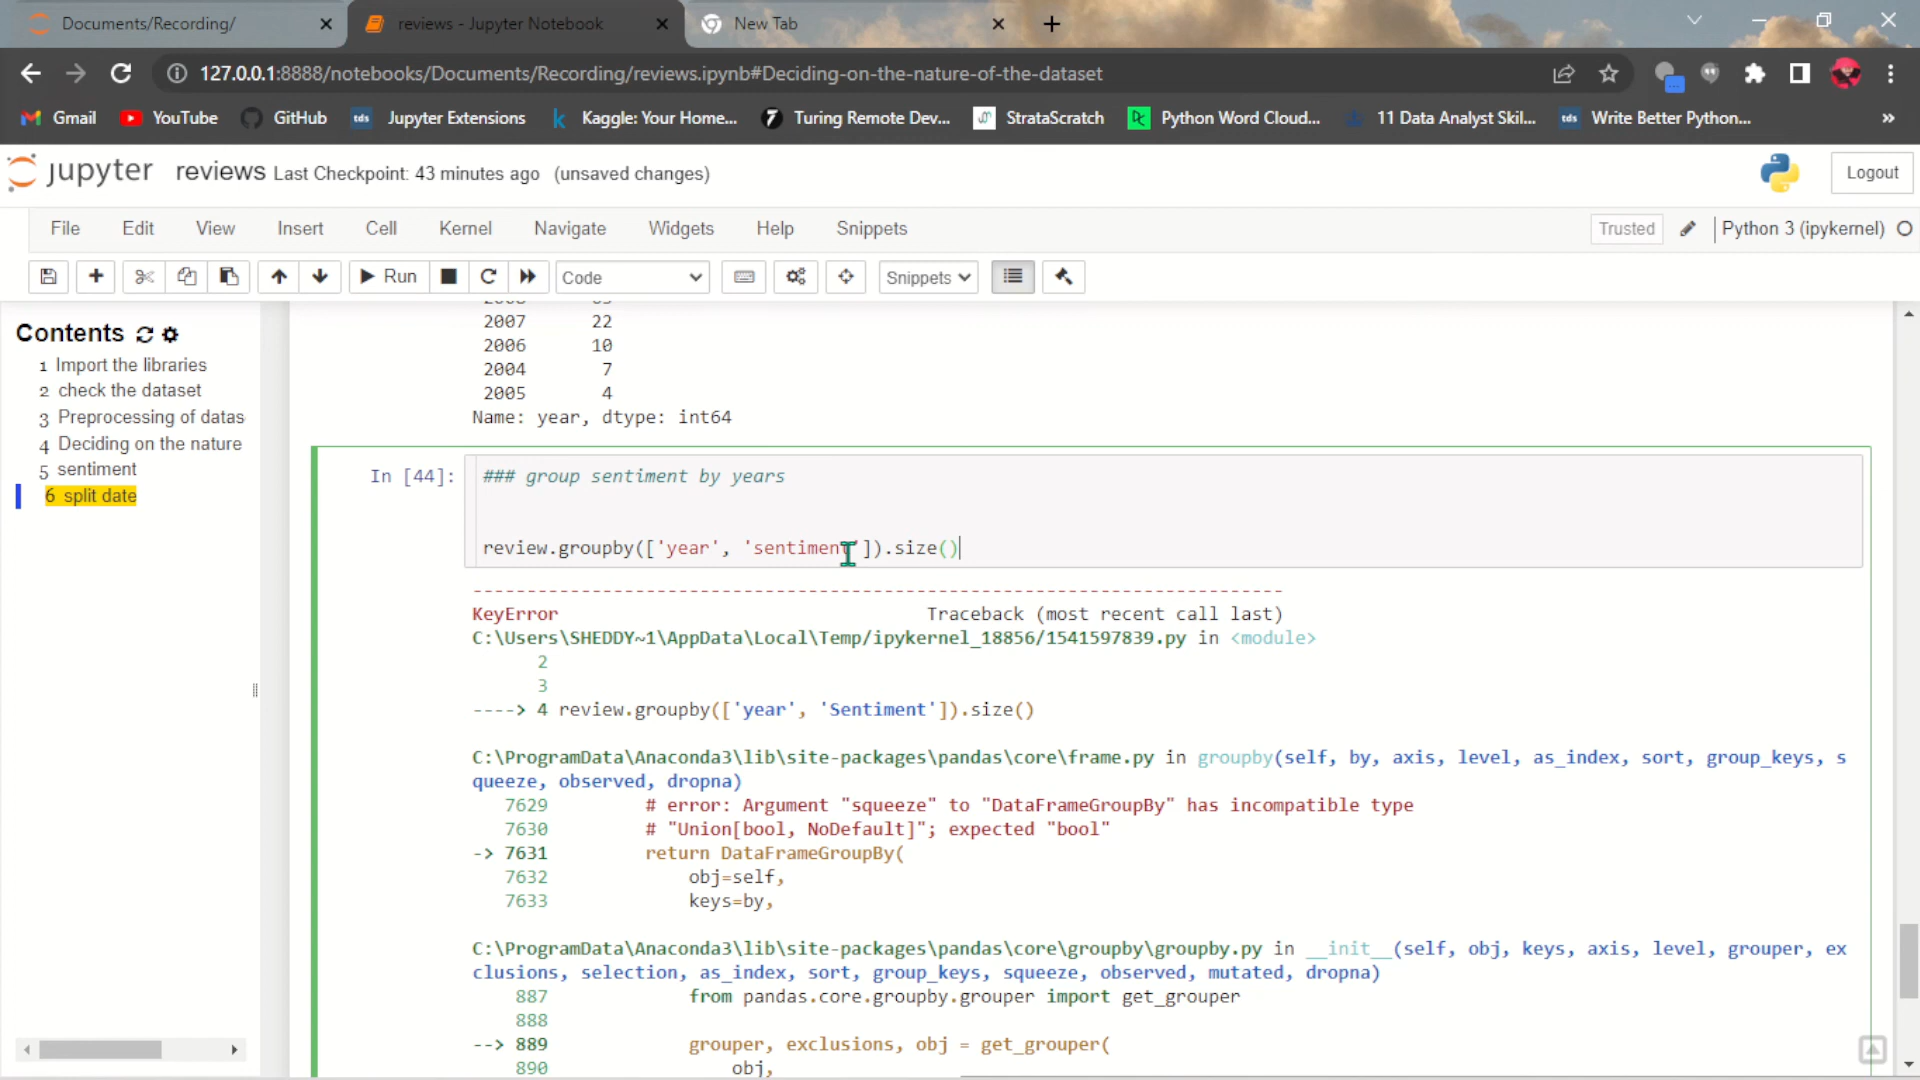 Documents/Recording/
reviews - Jupyter Notebook
New Tab
127.0.0.1:8888/notebooks/Documents/Recording/reviews.ipynb#Deciding-on-the-nature-of-the-dataset
Gmail YouTube GitHub tds Jupyter Extensions k Kaggle: Your Home... Turing Remote Dev... StrataScratch Python Word Cloud... 11 Data Analyst Skil... tds Write Better Python... »
jupyter reviews Last Checkpoint: 43 minutes ago (unsaved changes) Logout
File Edit View Insert Cell Kernel Navigate Widgets Help Snippets Trusted Python 3 (ipykernel)
Run Code Snippets
Contents
1 Import the libraries
2 check the dataset
3 Preprocessing of datas
4 Deciding on the nature
5 sentiment
6 split date
2007 22
2006 10
2004 7
2005 4
Name: year, dtype: int64
In [44]: ### group sentiment by years
review.groupby(['year', 'sentiment']).size()
---------------------------------------------------------------------------
KeyError Traceback (most recent call last)
C:\Users\SHEDDY~1\AppData\Local\Temp/ipykernel_18856/1541597839.py in <module>
2
3
----> 4 review.groupby(['year', 'Sentiment']).size()
C:\ProgramData\Anaconda3\lib\site-packages\pandas\core\frame.py in groupby(self, by, axis, level, as_index, sort, group_keys, s
queeze, observed, dropna)
7629 # error: Argument "squeeze" to "DataFrameGroupBy" has incompatible type
7630 # "Union[bool, NoDefault]"; expected "bool"
-> 7631 return DataFrameGroupBy(
7632 obj=self,
7633 keys=by,
C:\ProgramData\Anaconda3\lib\site-packages\pandas\core\groupby\groupby.py in __init__(self, obj, keys, axis, level, grouper, ex
clusions, selection, as_index, sort, group_keys, squeeze, observed, mutated, dropna)
887 from pandas.core.groupby.grouper import get_grouper
888
--> 889 grouper, exclusions, obj = get_grouper(
890 obj,